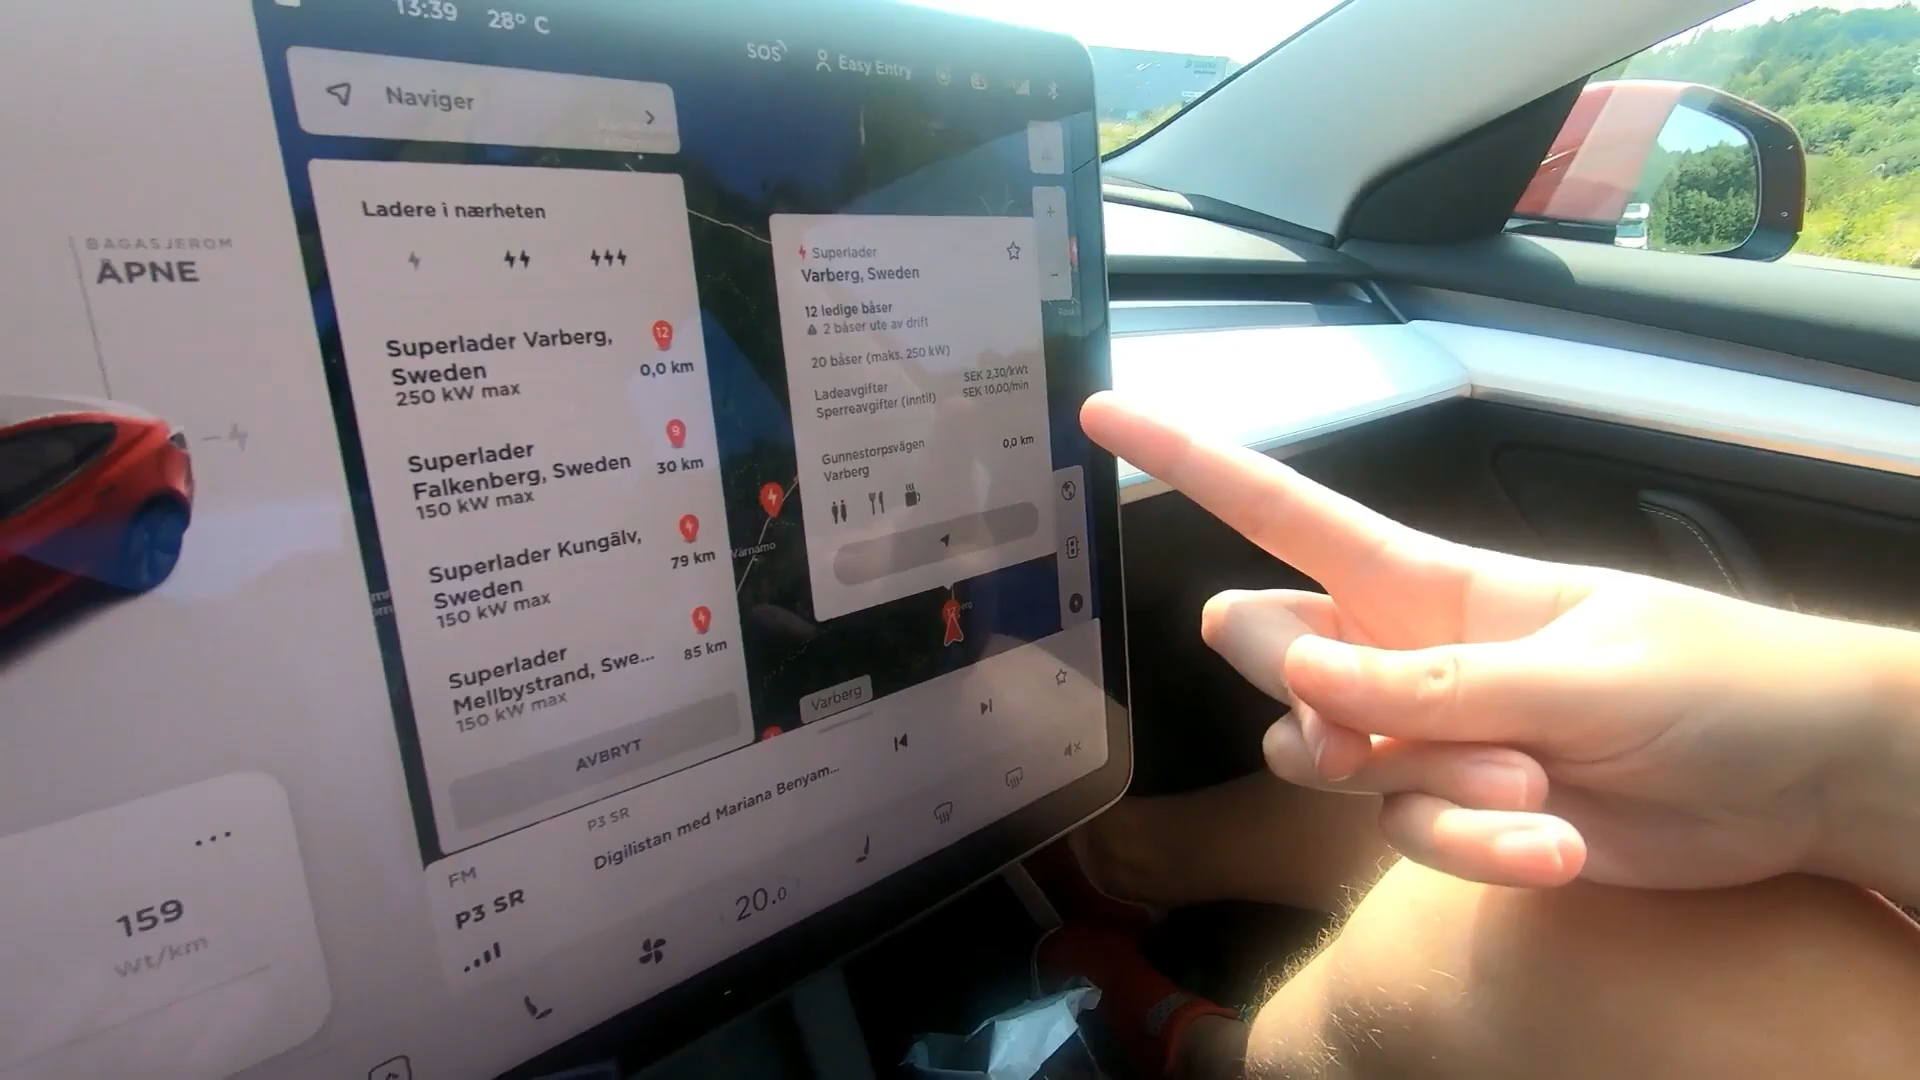 13:39 28° C
SOS Easy Entry
Naviger
BAGASJEROM
ÅPNE
Ladere i nærheten
Superlader Varberg,
Sweden
250 kW max
12
0,0 km
Superlader
Falkenberg, Sweden
150 kW max
9
30 km
Superlader Kungälv,
Sweden
150 kW max
79 km
Superlader
Mellbystrand, Swe...
150 kW max
85 km
AVBRYT
Superlader
Varberg, Sweden
12 ledige båser
2 båser ute av drift
20 båser (maks. 250 kW)
Ladeavgifter SEK 2,30/kWt
Sperreavgifter (inntil) SEK 10,00/min
Gunnestorpsvägen 0,0 km
Varberg
Värnamo
12
Varberg
P3 SR
Digilistan med Mariana Benyam...
FM
P3 SR
20.0
159
Wt/km